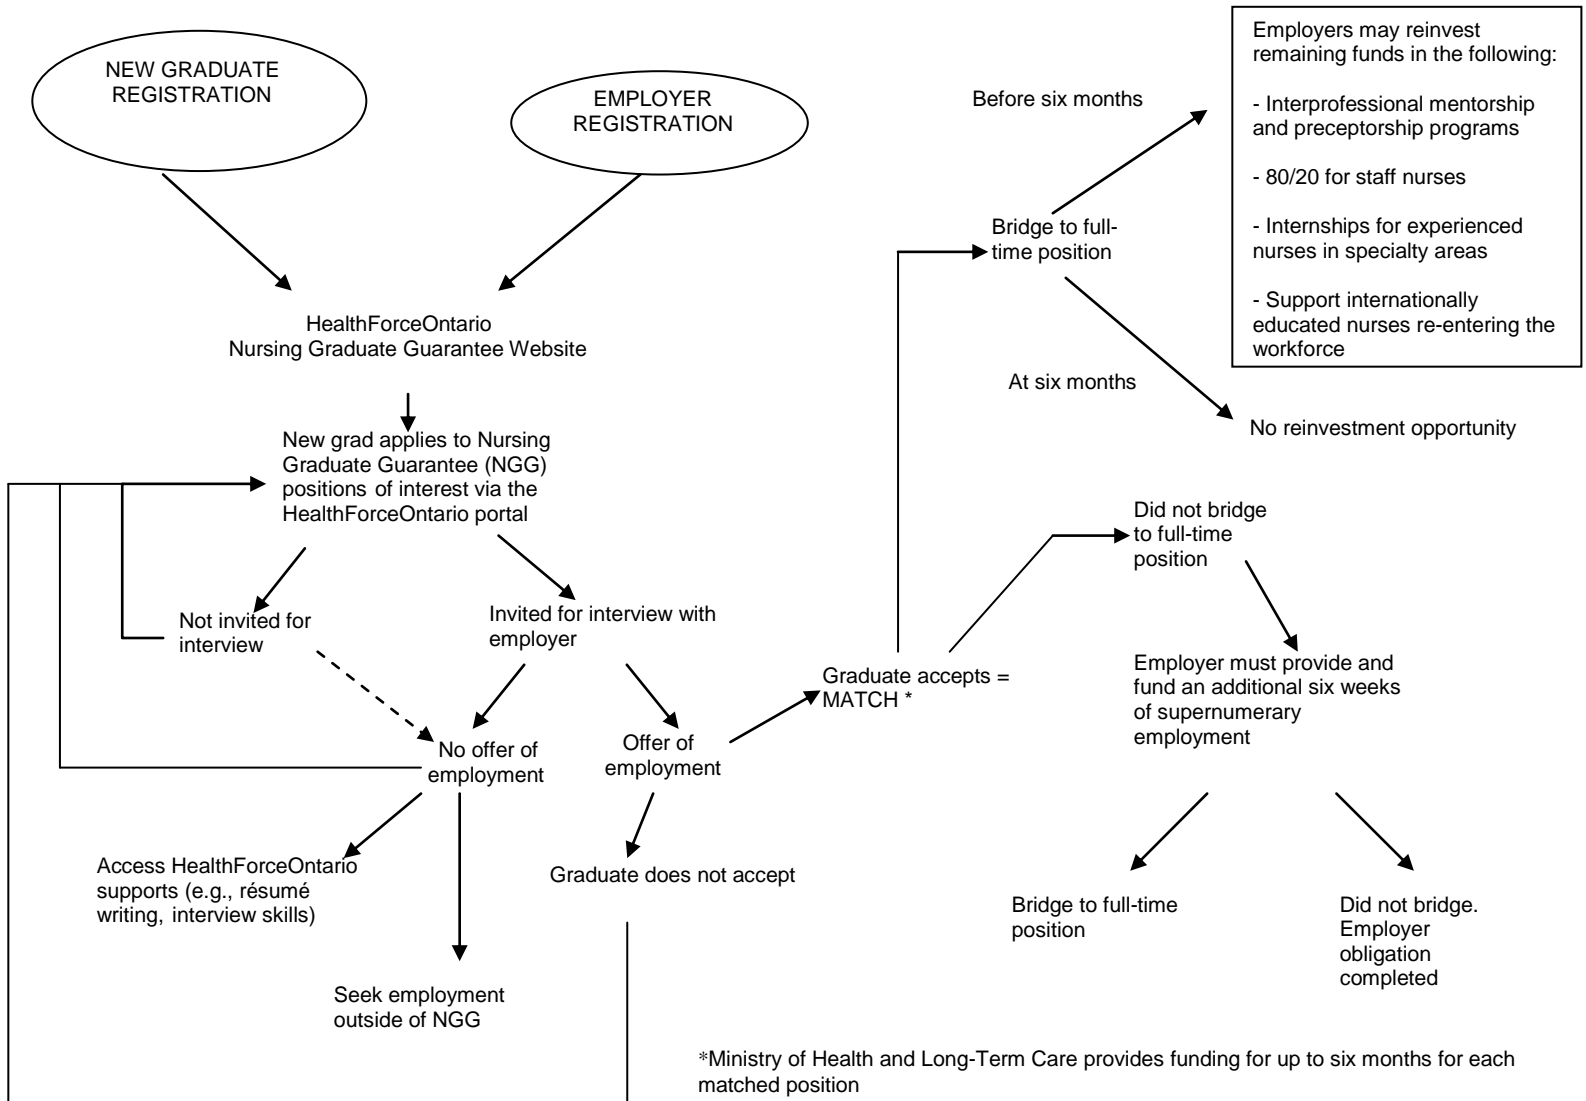 NEW GRADUATE
REGISTRATION
EMPLOYER
REGISTRATION
HealthForceOntario
Nursing Graduate Guarantee Website
New grad applies to Nursing
Graduate Guarantee (NGG)
positions of interest via the
HealthForceOntario portal
Not invited for
interview
Invited for interview with
employer
No offer of
employment
Offer of
employment
Access HealthForceOntario
supports (e.g., résumé
writing, interview skills)
Seek employment
outside of NGG
Graduate does not accept
Graduate accepts =
MATCH *
Bridge to full-
time position
Before six months
Employers may reinvest
remaining funds in the following:
- Interprofessional mentorship
and preceptorship programs
- 80/20 for staff nurses
- Internships for experienced
nurses in specialty areas
- Support internationally
educated nurses re-entering the
workforce
At six months
No reinvestment opportunity
Did not bridge
to full-time
position
Employer must provide and
fund an additional six weeks
of supernumerary
employment
Bridge to full-time
position
Did not bridge.
Employer
obligation
completed
*Ministry of Health and Long-Term Care provides funding for up to six months for each
matched position